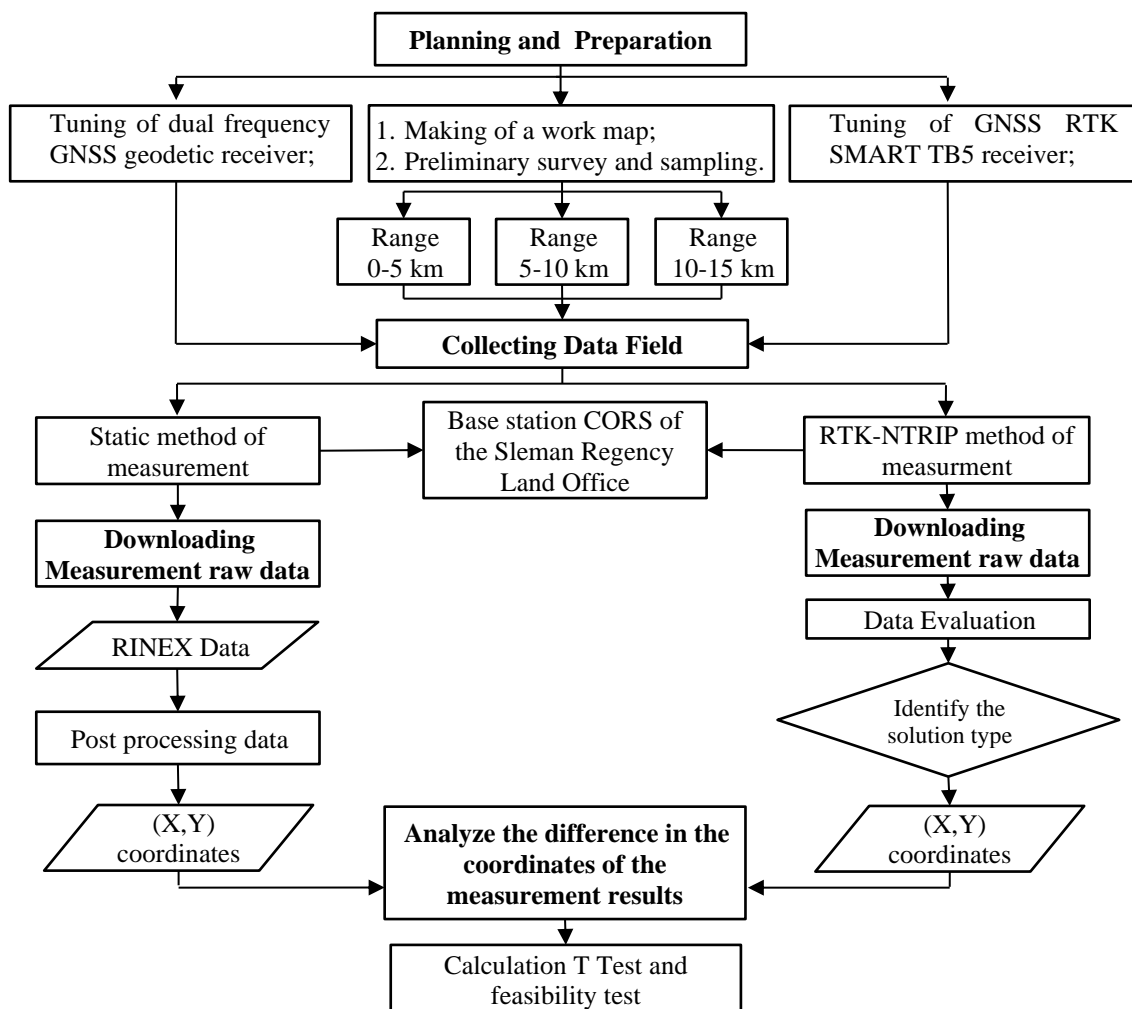 Planning and Preparation
Tuning of dual frequency
GNSS geodetic receiver;
1. Making of a work map;
2. Preliminary survey and sampling.
Tuning of GNSS RTK
SMART TB5 receiver;
Range
0-5 km
Range
5-10 km
Range
10-15 km
Collecting Data Field
Static method of
measurement
Base station CORS of
the Sleman Regency
Land Office
RTK-NTRIP method of
measurment
Downloading
Measurement raw data
Downloading
Measurement raw data
RINEX Data
Data Evaluation
Post processing data
Identify the
solution type
(X,Y)
coordinates
Analyze the difference in the
coordinates of the
measurement results
(X,Y)
coordinates
Calculation T Test and
feasibility test